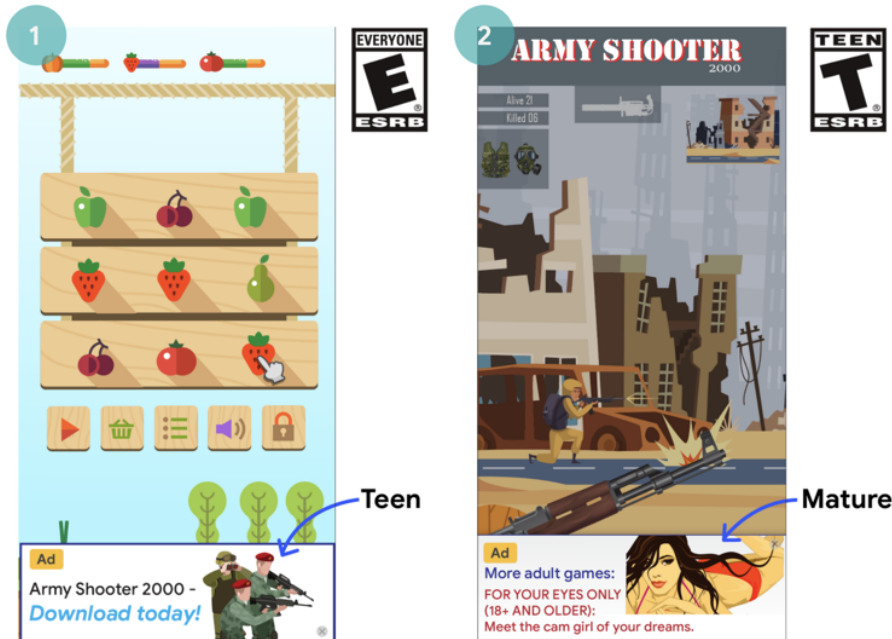 1
EVERYONE
E
ESRB
Ad
Army Shooter 2000 -
Download today!
Teen
2
ARMY SHOOTER
2000
Alive 21
Killed 06
TEEN
T
ESRB
Ad
More adult games:
FOR YOUR EYES ONLY
(18+ AND OLDER):
Meet the cam girl of your dreams.
Mature